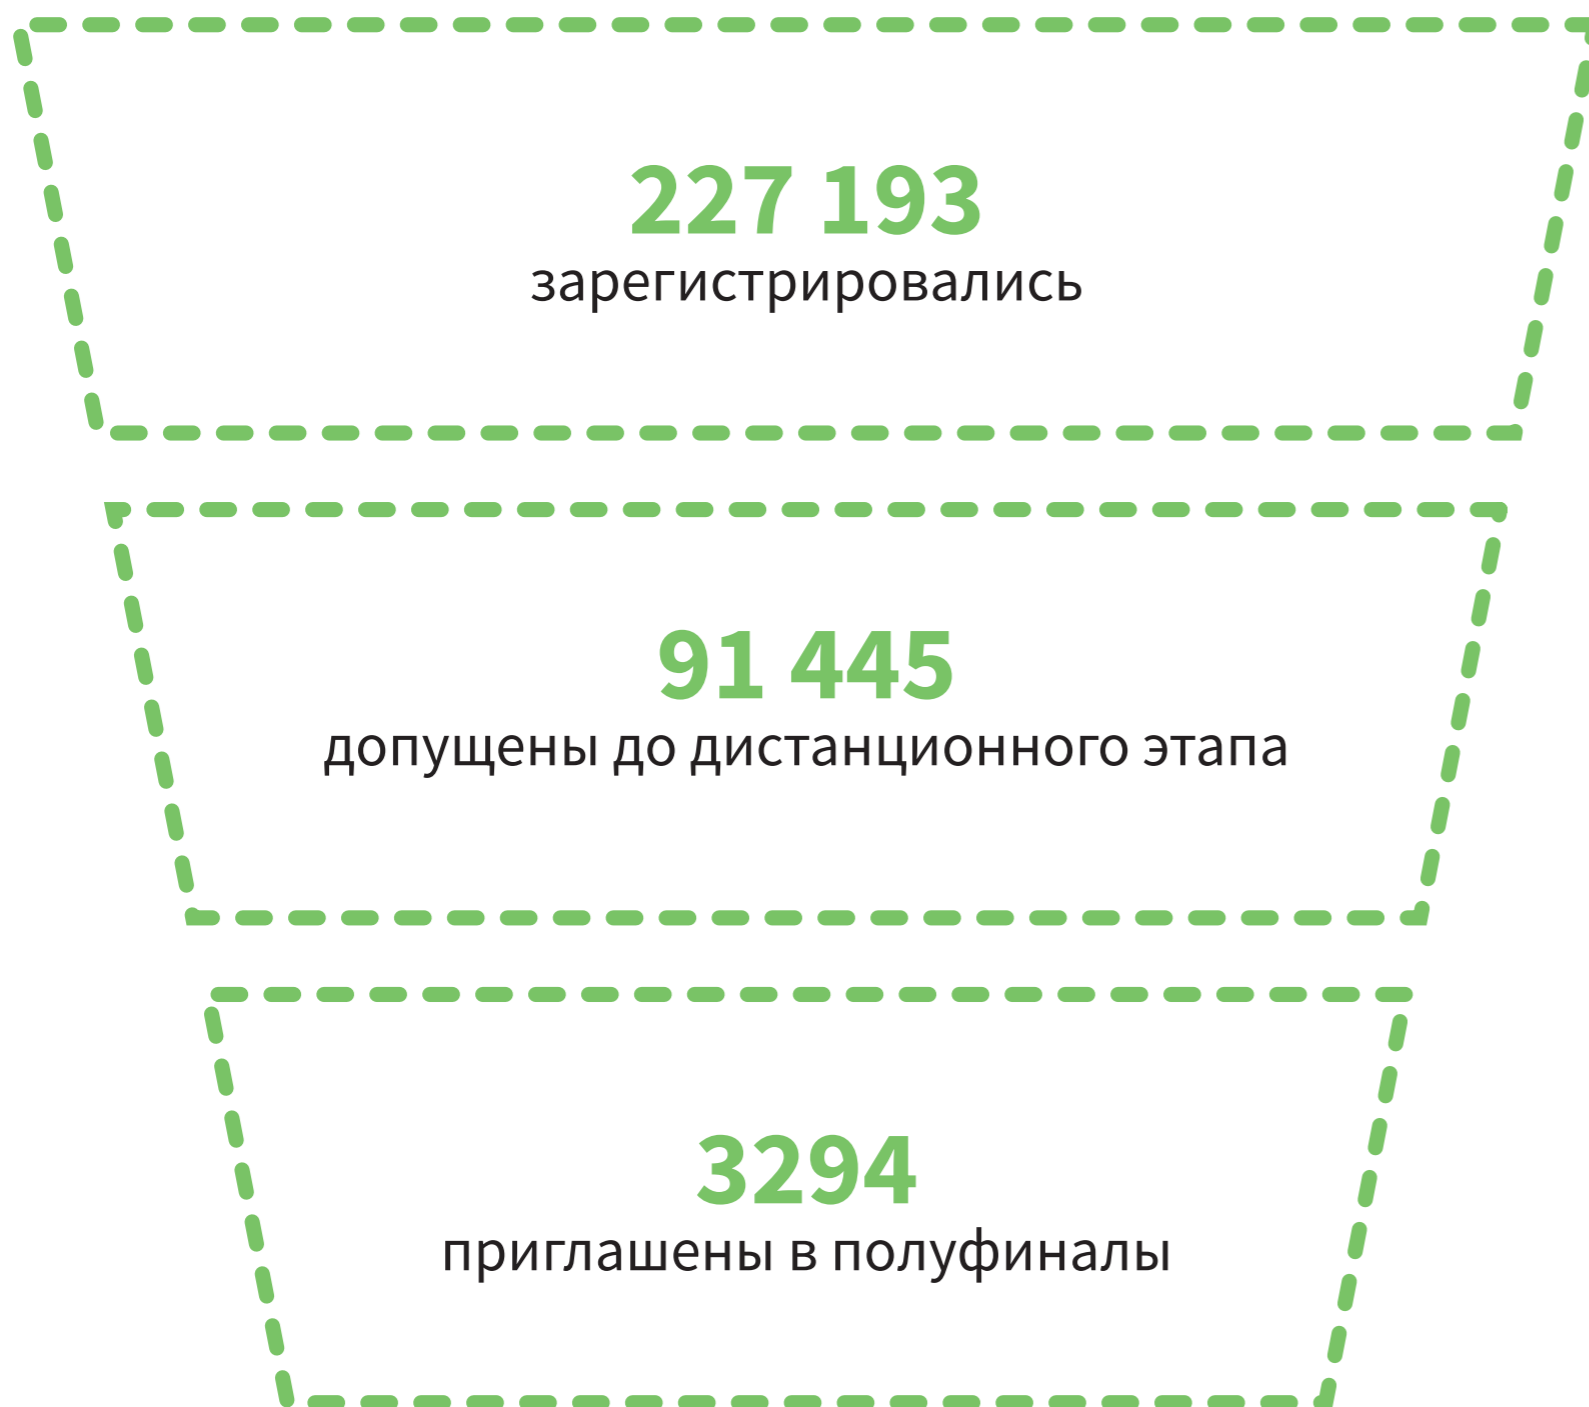 227 193
зарегистрировались
91 445
допущены до дистанционного этапа
3294
приглашены в полуфиналы